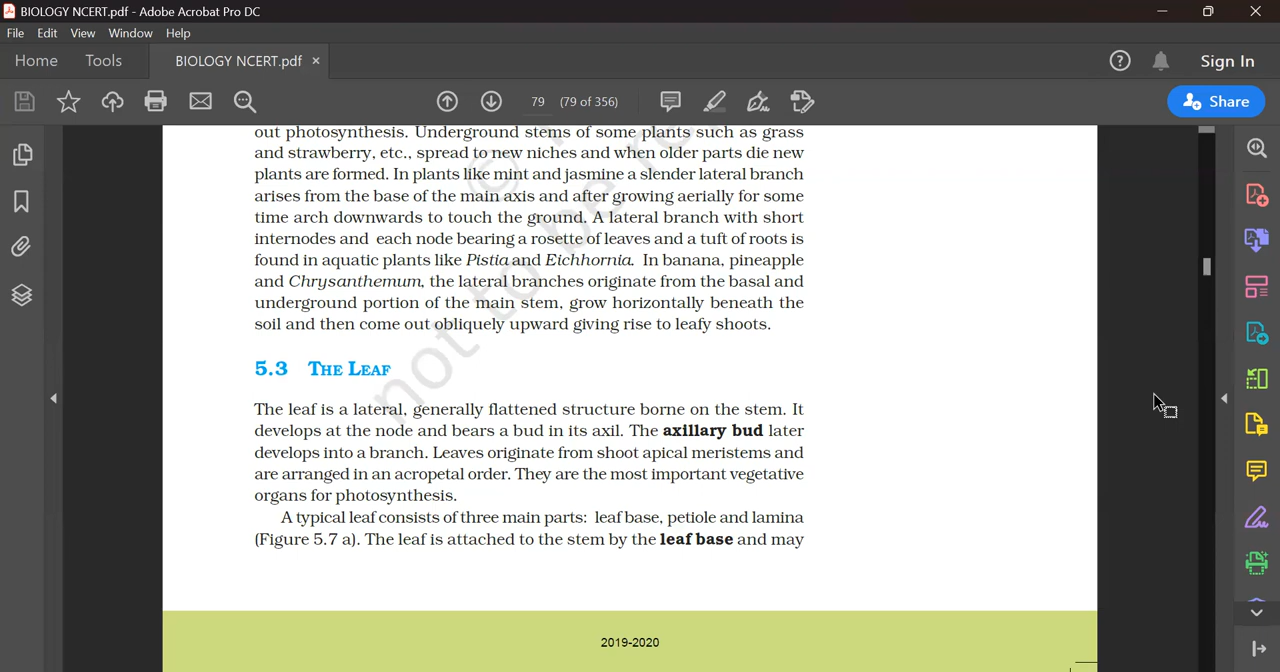 BIOLOGY NCERT.pdf - Adobe Acrobat Pro DC
File Edit View Window Help
Home Tools BIOLOGY NCERT.pdf × Sign In
79 (79 of 356) Share
out photosynthesis. Underground stems of some plants such as grass
and strawberry, etc., spread to new niches and when older parts die new
plants are formed. In plants like mint and jasmine a slender lateral branch
arises from the base of the main axis and after growing aerially for some
time arch downwards to touch the ground. A lateral branch with short
internodes and each node bearing a rosette of leaves and a tuft of roots is
found in aquatic plants like Pistia and Eichhornia. In banana, pineapple
and Chrysanthemum, the lateral branches originate from the basal and
underground portion of the main stem, grow horizontally beneath the
soil and then come out obliquely upward giving rise to leafy shoots.
5.3 THE LEAF
The leaf is a lateral, generally flattened structure borne on the stem. It
develops at the node and bears a bud in its axil. The axillary bud later
develops into a branch. Leaves originate from shoot apical meristems and
are arranged in an acropetal order. They are the most important vegetative
organs for photosynthesis.
A typical leaf consists of three main parts: leaf base, petiole and lamina
(Figure 5.7 a). The leaf is attached to the stem by the leaf base and may
not to be re
©
2019-2020